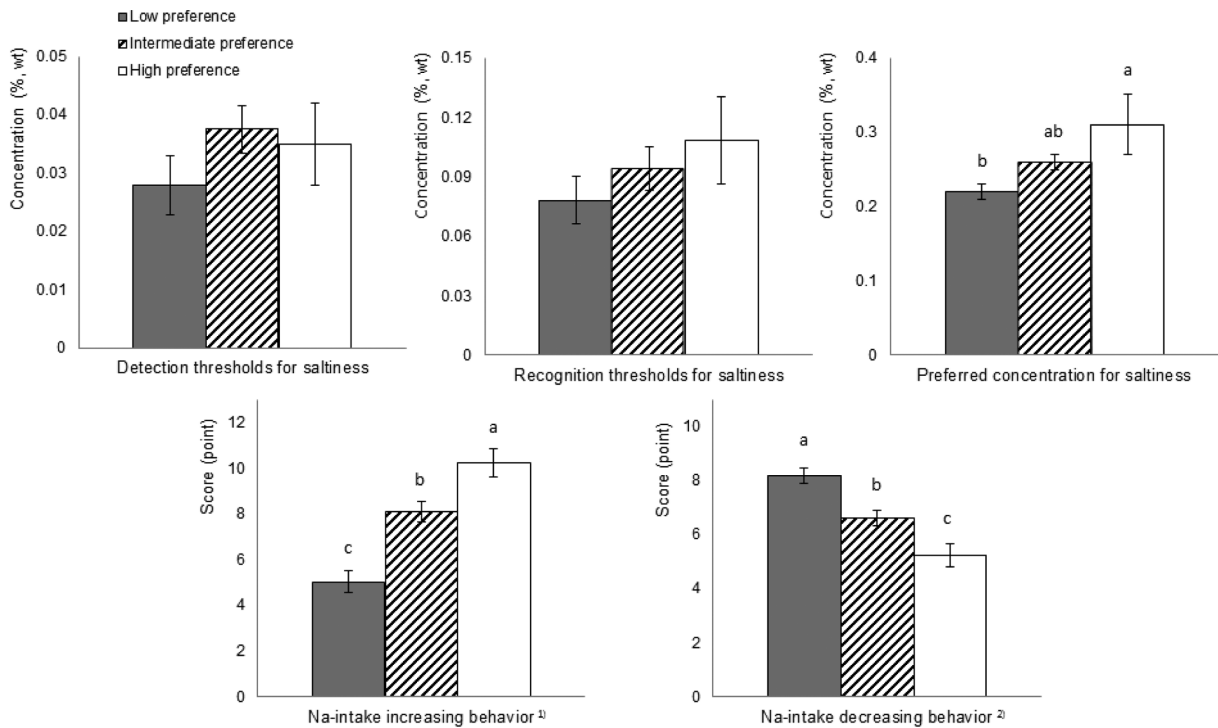 Low preference
Intermediate preference
High preference
Concentration (%, wt)
0.05
0.04
0.03
0.02
0.01
0
Detection thresholds for saltiness
Concentration (%, wt)
0.15
0.12
0.09
0.06
0.03
0
Recognition thresholds for saltiness
Concentration (%, wt)
0.4
0.3
0.2
0.1
0
b
ab
a
Preferred concentration for saltiness
Score (point)
12
10
8
6
4
2
0
c
b
a
Na-intake increasing behavior 1)
Score (point)
10
8
6
4
2
0
a
b
c
Na-intake decreasing behavior 2)